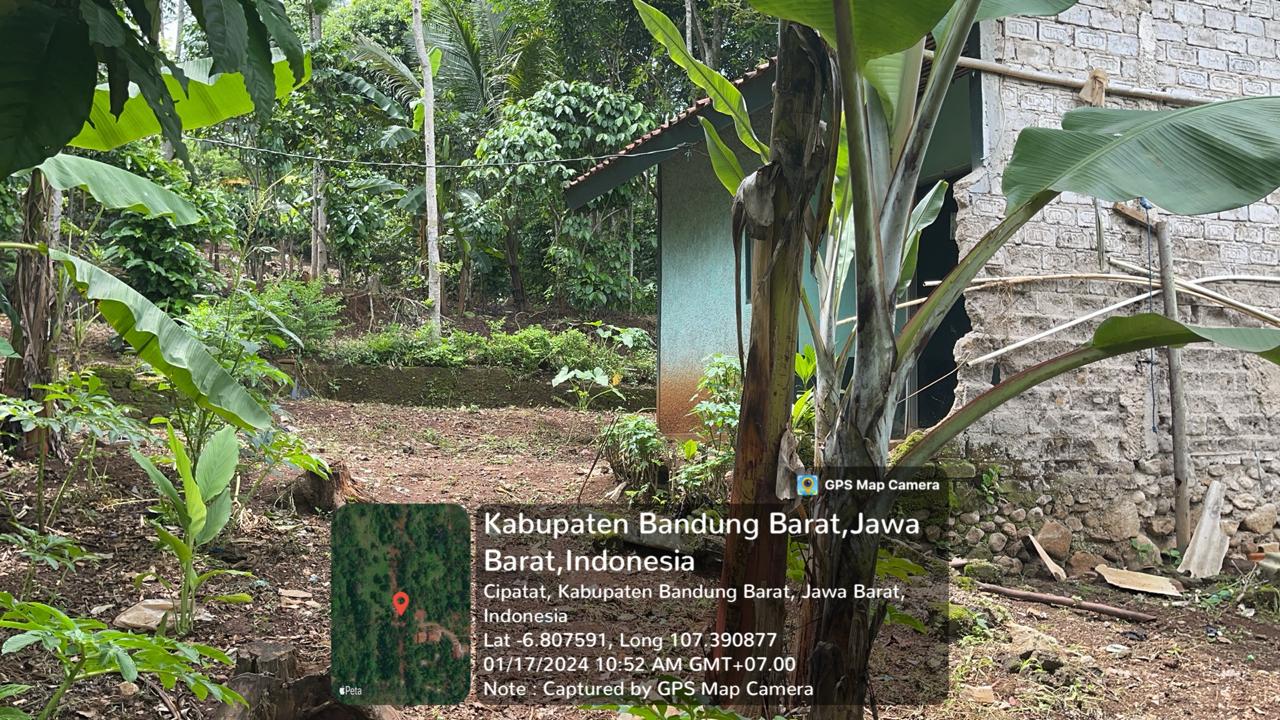 GPS Map Camera
Kabupaten Bandung Barat,Jawa
Barat,Indonesia
Cipatat, Kabupaten Bandung Barat, Jawa Barat,
Indonesia
Lat -6.807591, Long 107.390877
01/17/2024 10:52 AM GMT+07.00
Note : Captured by GPS Map Camera
Peta